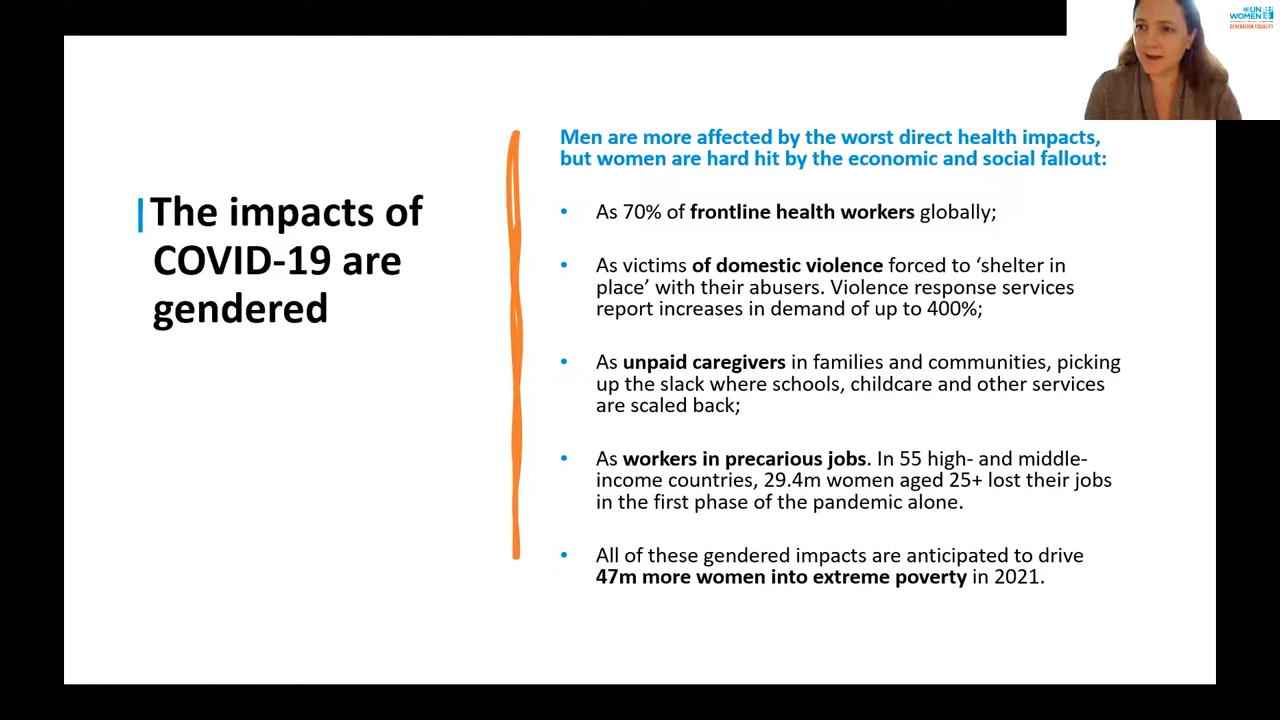 UN
WOMEN
GENERATION EQUALITY
Men are more affected by the worst direct health impacts,
but women are hard hit by the economic and social fallout:
|The impacts of
COVID-19 are
gendered
• As 70% of frontline health workers globally;
• As victims of domestic violence forced to ‘shelter in
place’ with their abusers. Violence response services
report increases in demand of up to 400%;
• As unpaid caregivers in families and communities, picking
up the slack where schools, childcare and other services
are scaled back;
• As workers in precarious jobs. In 55 high- and middle-
income countries, 29.4m women aged 25+ lost their jobs
in the first phase of the pandemic alone.
• All of these gendered impacts are anticipated to drive
47m more women into extreme poverty in 2021.